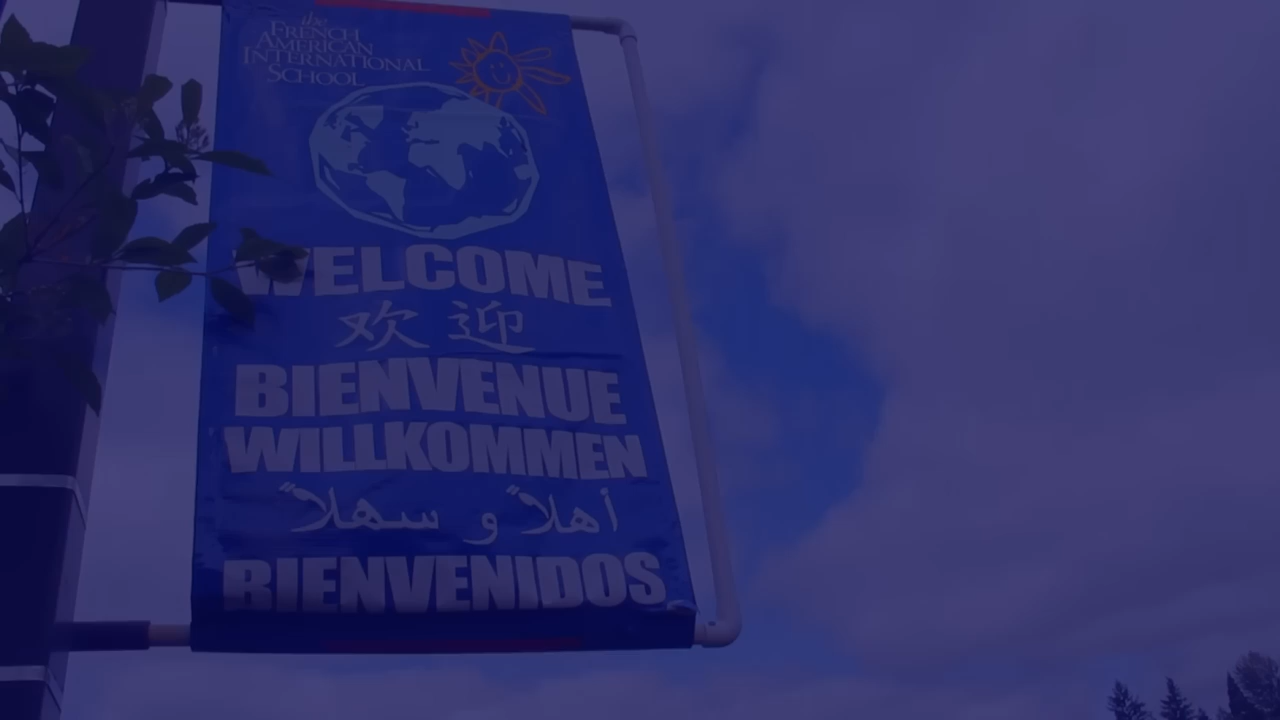 the
FRENCH
AMERICAN
INTERNATIONAL
SCHOOL
WELCOME
欢迎
BIENVENUE
WILLKOMMEN
أهلاً و سهلاً
BIENVENIDOS